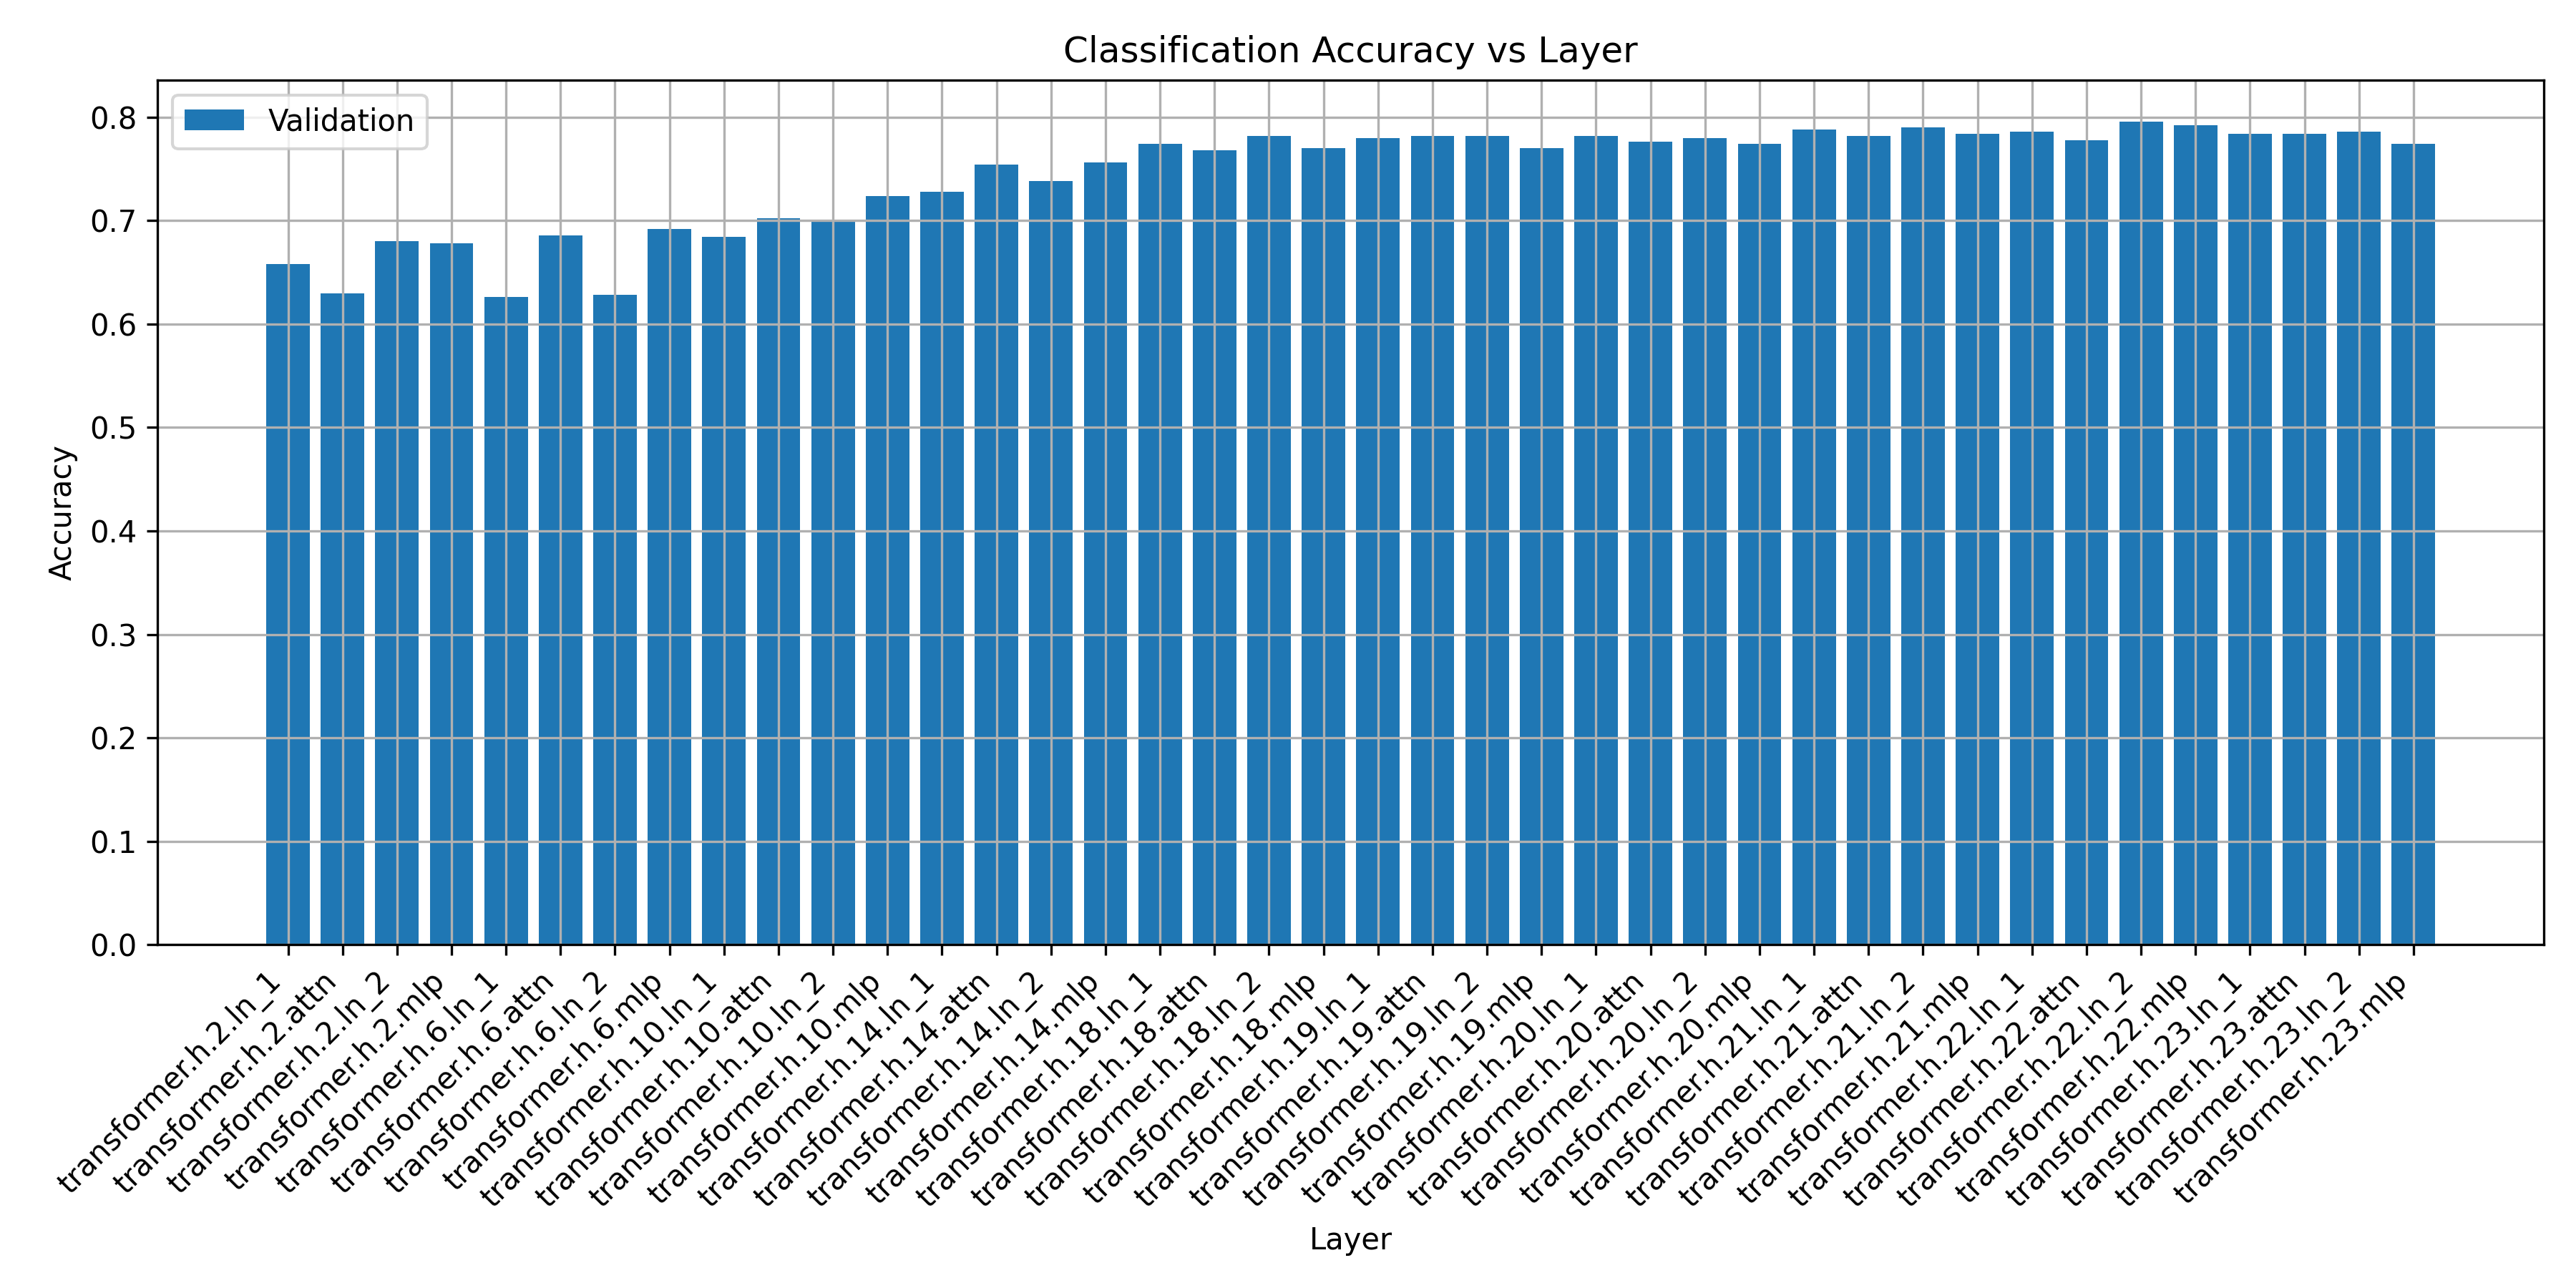 Classification Accuracy vs Layer
Validation
0.8
0.7
0.6
0.5
0.4
0.3
0.2
0.1
0.0
Accuracy
transformer.h.2.ln_1
transformer.h.2.attn
transformer.h.2.ln_2
transformer.h.2.mlp
transformer.h.6.ln_1
transformer.h.6.attn
transformer.h.6.ln_2
transformer.h.6.mlp
transformer.h.10.ln_1
transformer.h.10.attn
transformer.h.10.ln_2
transformer.h.10.mlp
transformer.h.14.ln_1
transformer.h.14.attn
transformer.h.14.ln_2
transformer.h.14.mlp
transformer.h.18.ln_1
transformer.h.18.attn
transformer.h.18.ln_2
transformer.h.18.mlp
transformer.h.19.ln_1
transformer.h.19.attn
transformer.h.19.ln_2
transformer.h.19.mlp
transformer.h.20.ln_1
transformer.h.20.attn
transformer.h.20.ln_2
transformer.h.20.mlp
transformer.h.21.ln_1
transformer.h.21.attn
transformer.h.21.ln_2
transformer.h.21.mlp
transformer.h.22.ln_1
transformer.h.22.attn
transformer.h.22.ln_2
transformer.h.22.mlp
transformer.h.23.ln_1
transformer.h.23.attn
transformer.h.23.ln_2
transformer.h.23.mlp
Layer